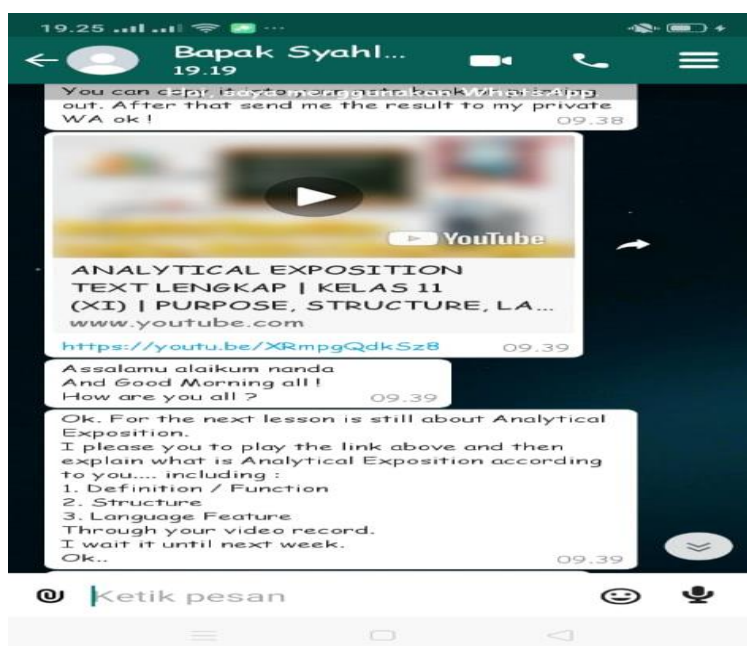 19.25
Bapak Syahl...
19.19
You can
out. After that send me the result to my private
WA ok !
09.38
YouTube
ANALYTICAL EXPOSITION
TEXT LENGKAP | KELAS 11
(XI) | PURPOSE, STRUCTURE, LA...
www.youtube.com
https://youtu.be/XRmpgQdkSz8 09.39
Assalamu alaikum nanda
And Good Morning all !
How are you all ? 09.39
Ok. For the next lesson is still about Analytical
Exposition.
I please you to play the link above and then
explain what is Analytical Exposition according
to you.... including :
1. Definition / Function
2. Structure
3. Language Feature
Through your video record.
I wait it until next week.
Ok.. 09.39
Ketik pesan